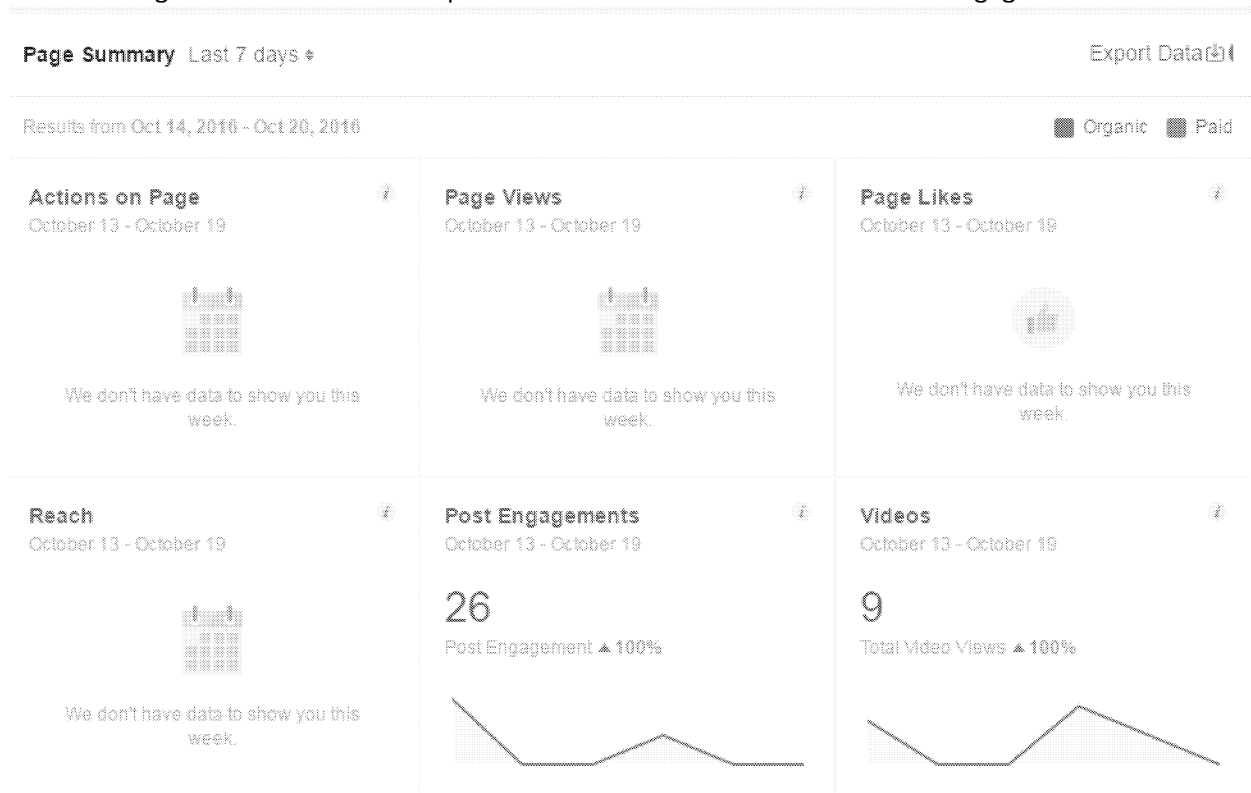 Page Summary Last 7 days
Export Data
Results from Oct 14, 2016 - Oct 20, 2016
Organic Paid
Actions on Page
October 13 - October 19
We don't have data to show you this
week.
Page Views
October 13 - October 19
We don't have data to show you this
week.
Page Likes
October 13 - October 19
We don't have data to show you this
week.
Reach
October 13 - October 19
We don't have data to show you this
week.
Post Engagements
October 13 - October 19
26
Post Engagement ▲ 100%
Videos
October 13 - October 19
9
Total Video Views ▲ 100%